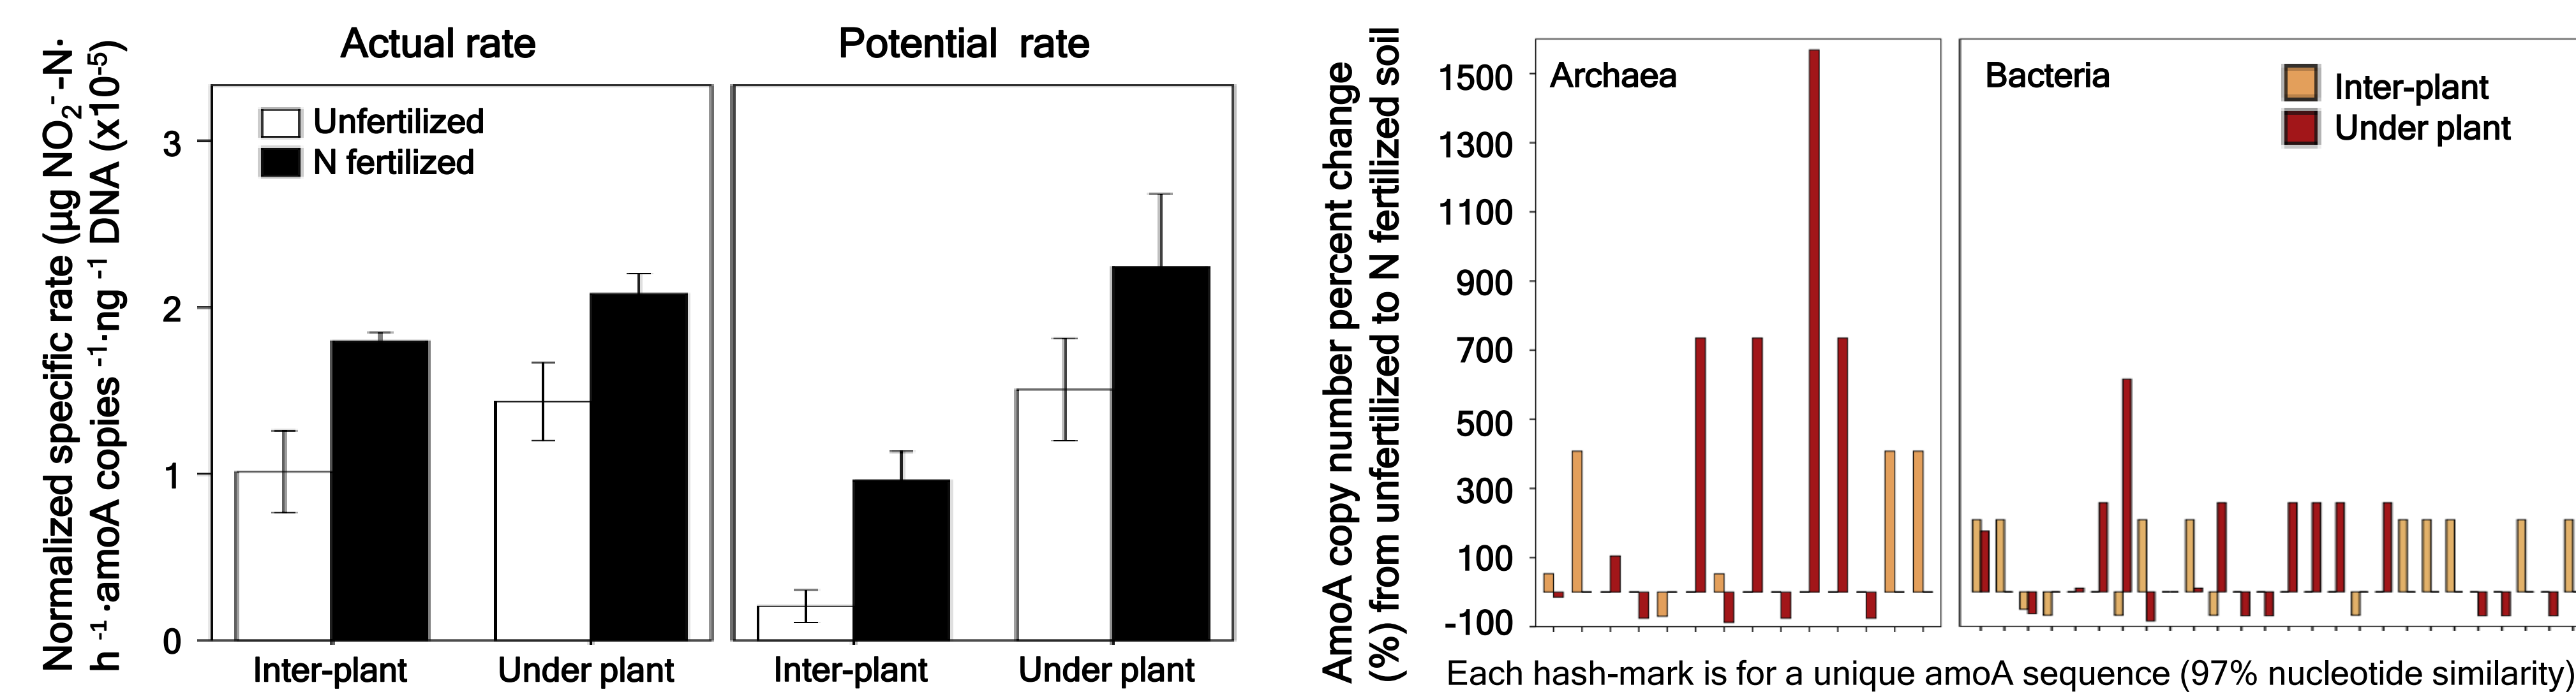 Normalized specific rate (µg NO₂⁻-N·
h⁻¹·amoA copies⁻¹·ng⁻¹ DNA (x10⁻⁵)
Actual rate
Potential rate
Unfertilized
N fertilized
3
2
1
0
Inter-plant
Under plant
Inter-plant
Under plant
AmoA copy number percent change
(%) from unfertilized to N fertilized soil
Archaea
Bacteria
Inter-plant
Under plant
1500
1300
1100
900
700
500
300
100
-100
Each hash-mark is for a unique amoA sequence (97% nucleotide similarity)